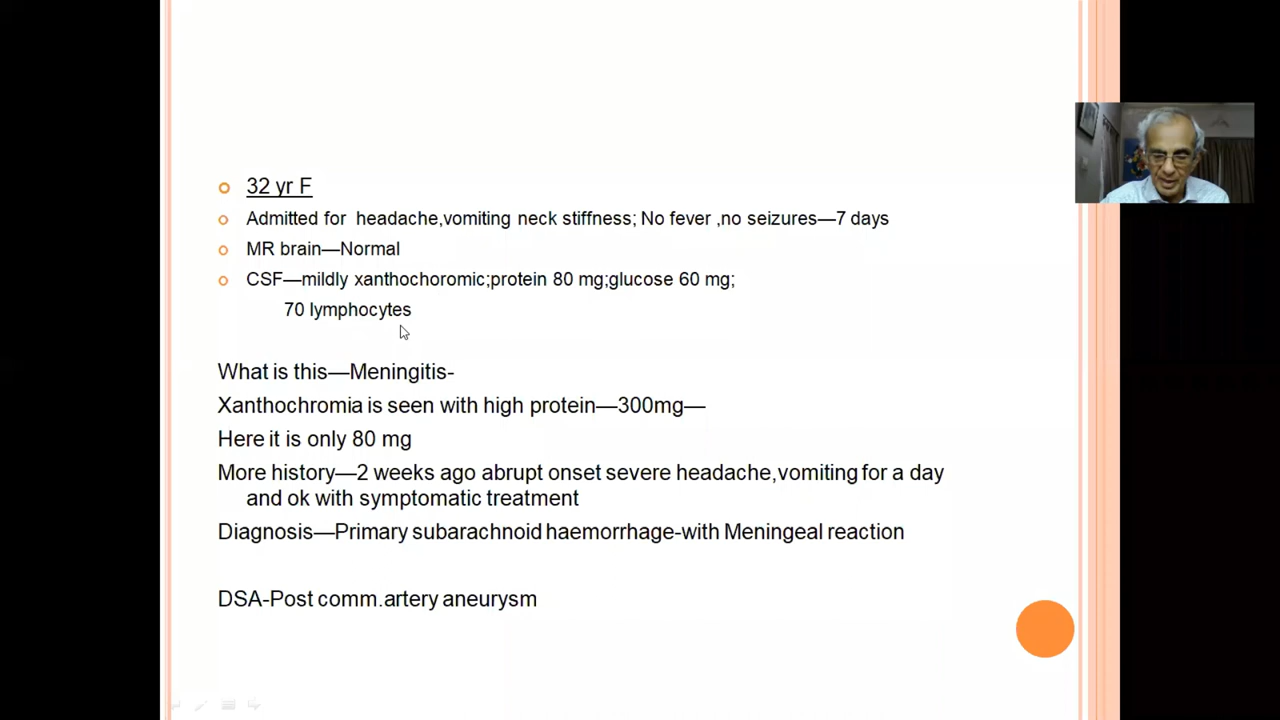 32 yr F
Admitted for headache,vomiting neck stiffness; No fever ,no seizures—7 days
MR brain—Normal
CSF—mildly xanthochoromic;protein 80 mg;glucose 60 mg;
70 lymphocytes
What is this—Meningitis-
Xanthochromia is seen with high protein—300mg—
Here it is only 80 mg
More history—2 weeks ago abrupt onset severe headache,vomiting for a day
and ok with symptomatic treatment
Diagnosis—Primary subarachnoid haemorrhage-with Meningeal reaction
DSA-Post comm.artery aneurysm